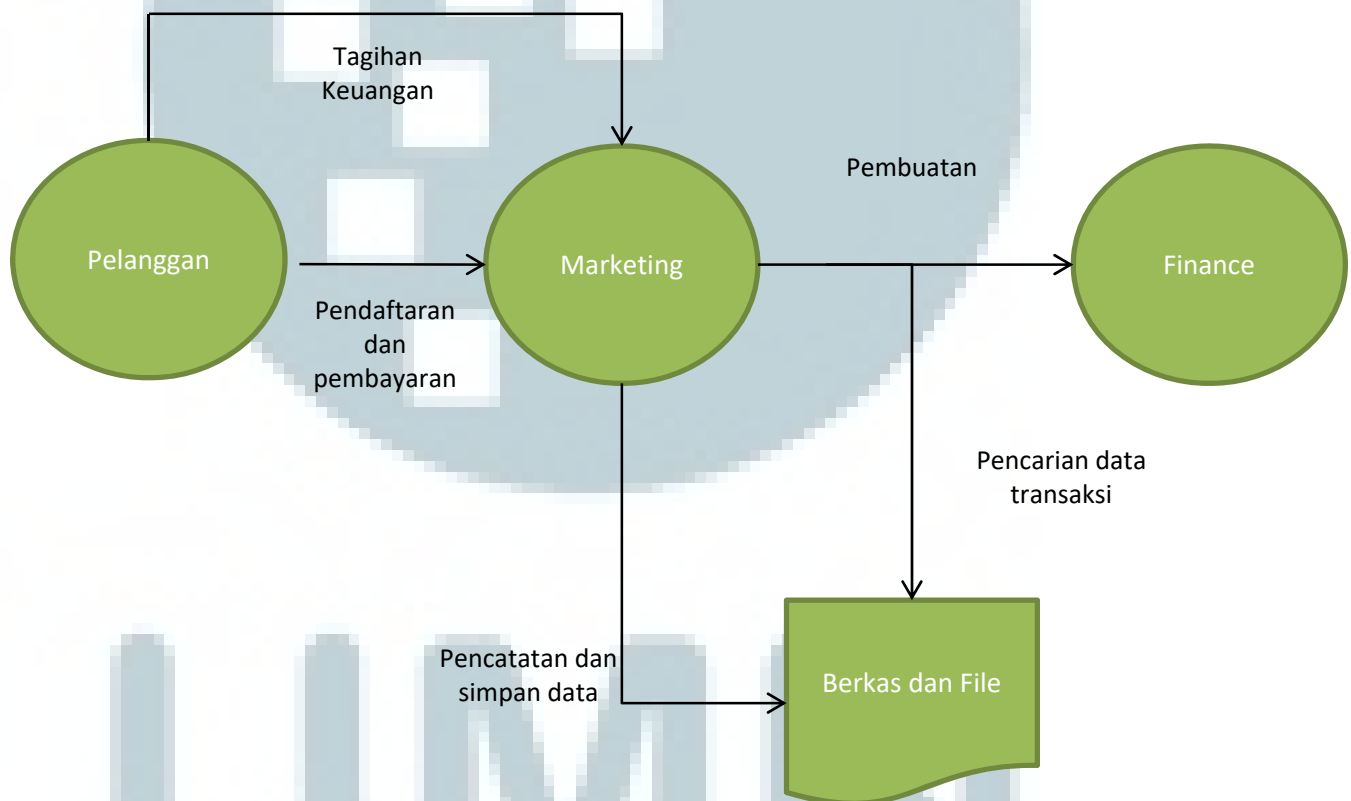 Tagihan
Keuangan
Pembuatan
Pelanggan
Marketing
Finance
Pendaftaran
dan
pembayaran
Pencarian data
transaksi
Pencatatan dan
simpan data
Berkas dan File